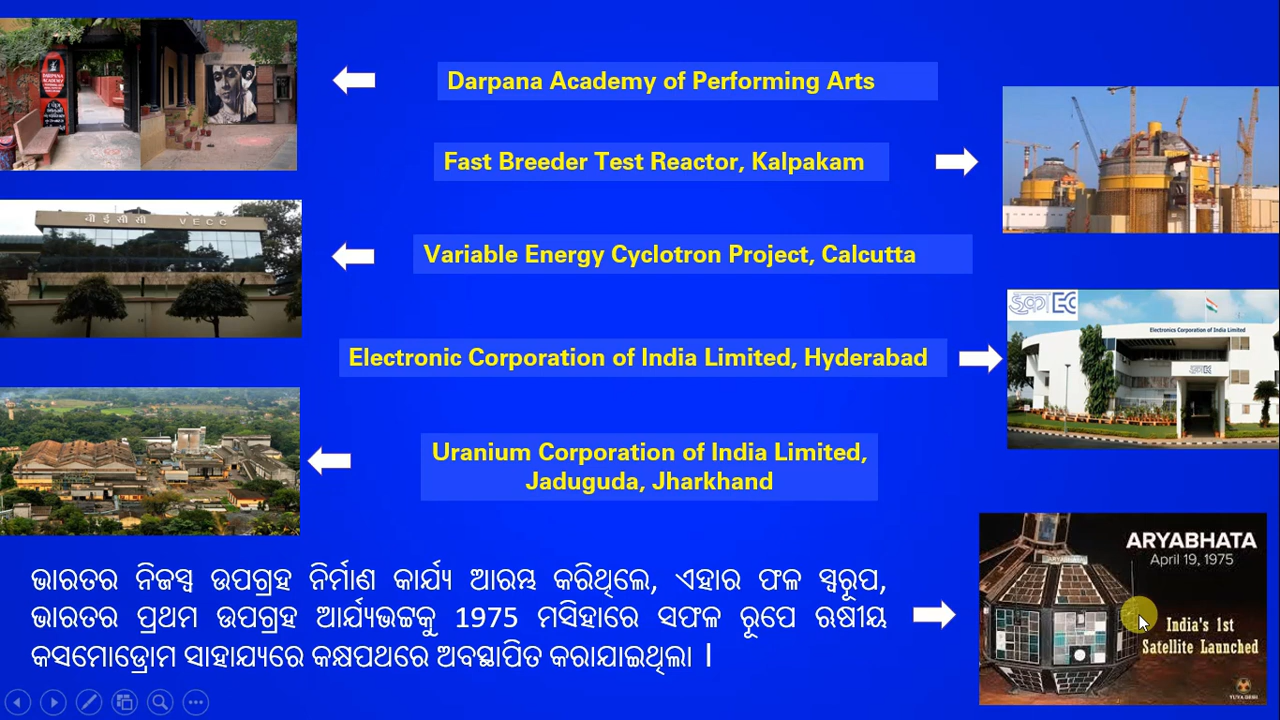 DARPANA
ACADEMY
Darpana Academy of Performing Arts
Fast Breeder Test Reactor, Kalpakam
वी ई सी सी VECC
Variable Energy Cyclotron Project, Calcutta
Electronic Corporation of India Limited, Hyderabad
Electronics Corporation of India Limited
Uranium Corporation of India Limited,
Jaduguda, Jharkhand
ଭାରତର ନିଜସ୍ୱ ଉପଗ୍ରହ ନିର୍ମାଣ କାର୍ଯ୍ୟ ଆରମ୍ଭ କରିଥିଲେ, ଏହାର ଫଳ ସ୍ୱରୂପ,
ଭାରତର ପ୍ରଥମ ଉପଗ୍ରହ ଆର୍ଯ୍ୟଭଟ୍ଟକୁ 1975 ମସିହାରେ ସଫଳ ରୂପେ ଋଷୀୟ
କସମୋଡ୍ରୋମ ସାହାଯ୍ୟରେ କକ୍ଷପଥରେ ଅବସ୍ଥାପିତ କରାଯାଇଥିଲା |
ARYABHATA
April 19, 1975
India's 1st
Satellite Launched